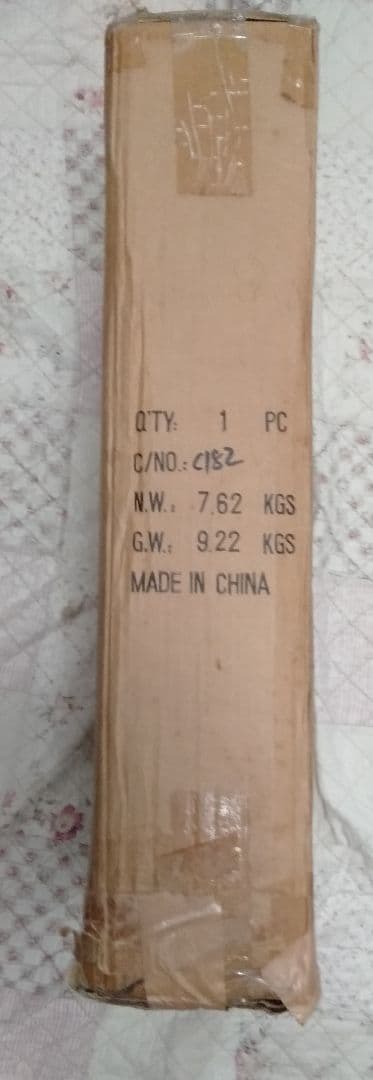 Q'TY: 1 PC
C/NO.: C182
N.W.: 7.62 KGS
G.W.: 9.22 KGS
MADE IN CHINA